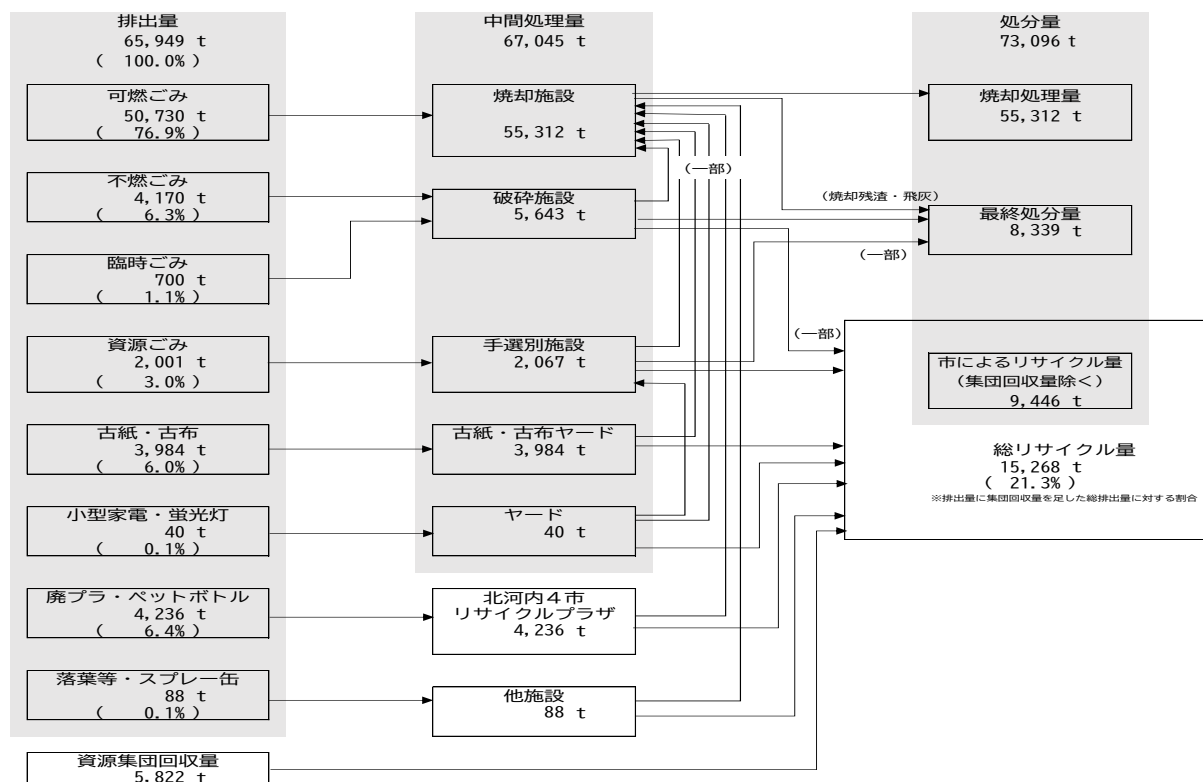 排出量
65,949 t
( 100.0%)
可燃ごみ
50,730 t
( 76.9%)
不燃ごみ
4,170 t
( 6.3%)
臨時ごみ
700 t
( 1.1%)
資源ごみ
2,001 t
( 3.0%)
古紙・古布
3,984 t
( 6.0%)
小型家電・蛍光灯
40 t
( 0.1%)
廃プラ・ペットボトル
4,236 t
( 6.4%)
落葉等・スプレー缶
88 t
( 0.1%)
資源集団回収量
5,822 t
中間処理量
67,045 t
焼却施設
55,312 t
破砕施設
5,643 t
手選別施設
2,067 t
古紙・古布ヤード
3,984 t
ヤード
40 t
北河内4市
リサイクルプラザ
4,236 t
他施設
88 t
(一部)
(焼却残渣・飛灰)
(一部)
(一部)
処分量
73,096 t
焼却処理量
55,312 t
最終処分量
8,339 t
市によるリサイクル量
(集団回収量除く)
9,446 t
総リサイクル量
15,268 t
( 21.3%)
※排出量に集団回収量を足した総排出量に対する割合